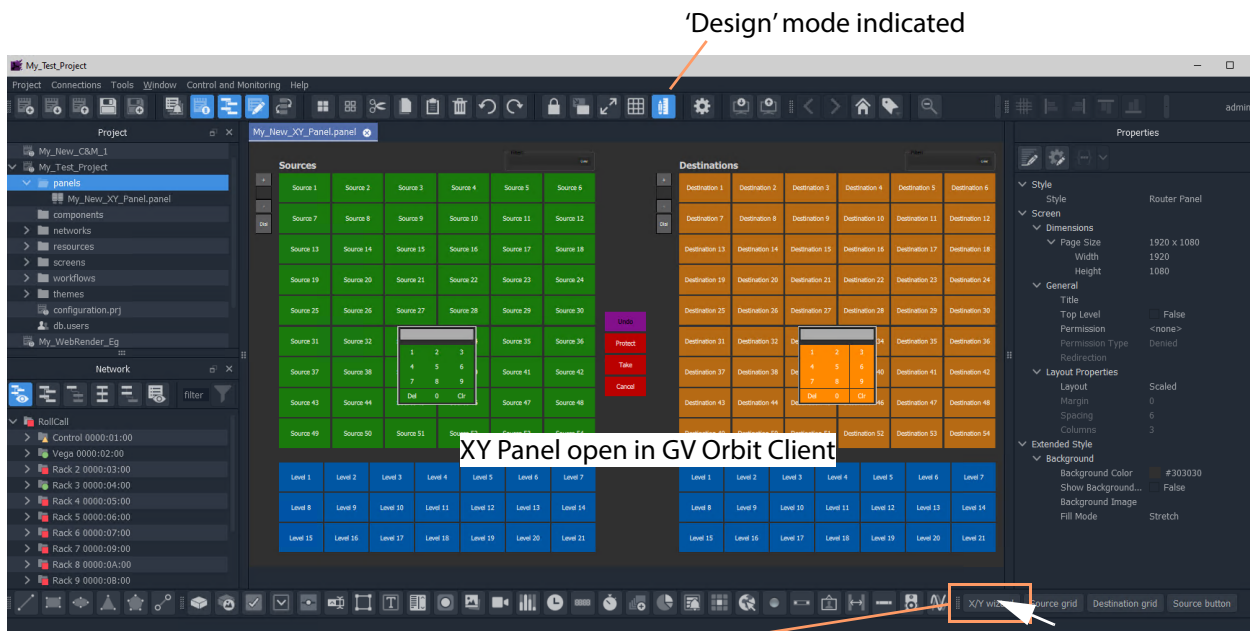 ‘Design’ mode indicated
My_Test_Project
Project Connections Tools Window Control and Monitoring Help
admin
Project
My_New_C&M_1
My_Test_Project
panels
My_New_XY_Panel.panel
components
networks
resources
screens
workflows
themes
configuration.prj
db.users
My_WebRender_Eg
Network
filter
RollCall
Control 0000:01:00
Vega 0000:02:00
Rack 2 0000:03:00
Rack 3 0000:04:00
Rack 4 0000:05:00
Rack 5 0000:06:00
Rack 6 0000:07:00
Rack 7 0000:09:00
Rack 8 0000:0A:00
Rack 9 0000:0B:00
My_New_XY_Panel.panel
Sources
Source 1 Source 2 Source 3 Source 4 Source 5 Source 6
Source 7 Source 8 Source 9 Source 10 Source 11 Source 12
Source 13 Source 14 Source 15 Source 16 Source 17 Source 18
Source 19 Source 20 Source 21 Source 22 Source 23 Source 24
Source 25 Source 26 Source 27 Source 28 Source 29 Source 30
Source 31 Source 32 Source 35 Source 36
Source 37 Source 38 Source 41 Source 42
Source 43 Source 44 Source 47 Source 48
Source 49 Source 50 Source 51
1 2 3
4 5 6
7 8 9
Del 0 Clr
Level 1 Level 2 Level 3 Level 4 Level 5 Level 6 Level 7
Level 8 Level 9 Level 10 Level 11 Level 12 Level 13 Level 14
Level 15 Level 16 Level 17 Level 18 Level 19 Level 20 Level 21
Undo
Protect
Take
Cancel
Destinations
Destination 1 Destination 2 Destination 3 Destination 4 Destination 5 Destination 6
Destination 7 Destination 8 Destination 9 Destination 10 Destination 11 Destination 12
Destination 13 Destination 14 Destination 15 Destination 16 Destination 17 Destination 18
Destination 19 Destination 20 Destination 21 Destination 22 Destination 23 Destination 24
Destination 25 Destination 26 Destination 27 Destination 28 Destination 29 Destination 30
Destination 31 Destination 32 De 34 Destination 35 Destination 36
Destination 37 Destination 38 De 40 Destination 41 Destination 42
Destination 43 Destination 44 De 46 Destination 47 Destination 48
Destination 52 Destination 53 Destination 54
1 2 3
4 5 6
7 8 9
Del 0 Clr
Level 1 Level 2 Level 3 Level 4 Level 5 Level 6 Level 7
Level 8 Level 9 Level 10 Level 11 Level 12 Level 13 Level 14
Level 15 Level 16 Level 17 Level 18 Level 19 Level 20 Level 21
XY Panel open in GV Orbit Client
Properties
Style
Style Router Panel
Screen
Dimensions
Page Size 1920 x 1080
Width 1920
Height 1080
General
Title
Top Level False
Permission <none>
Permission Type Denied
Redirection
Layout Properties
Layout Scaled
Margin 0
Spacing 6
Columns 3
Extended Style
Background
Background Color #303030
Show Background... False
Background Image
Fill Mode Stretch
X/Y wiz Source grid Destination grid Source button